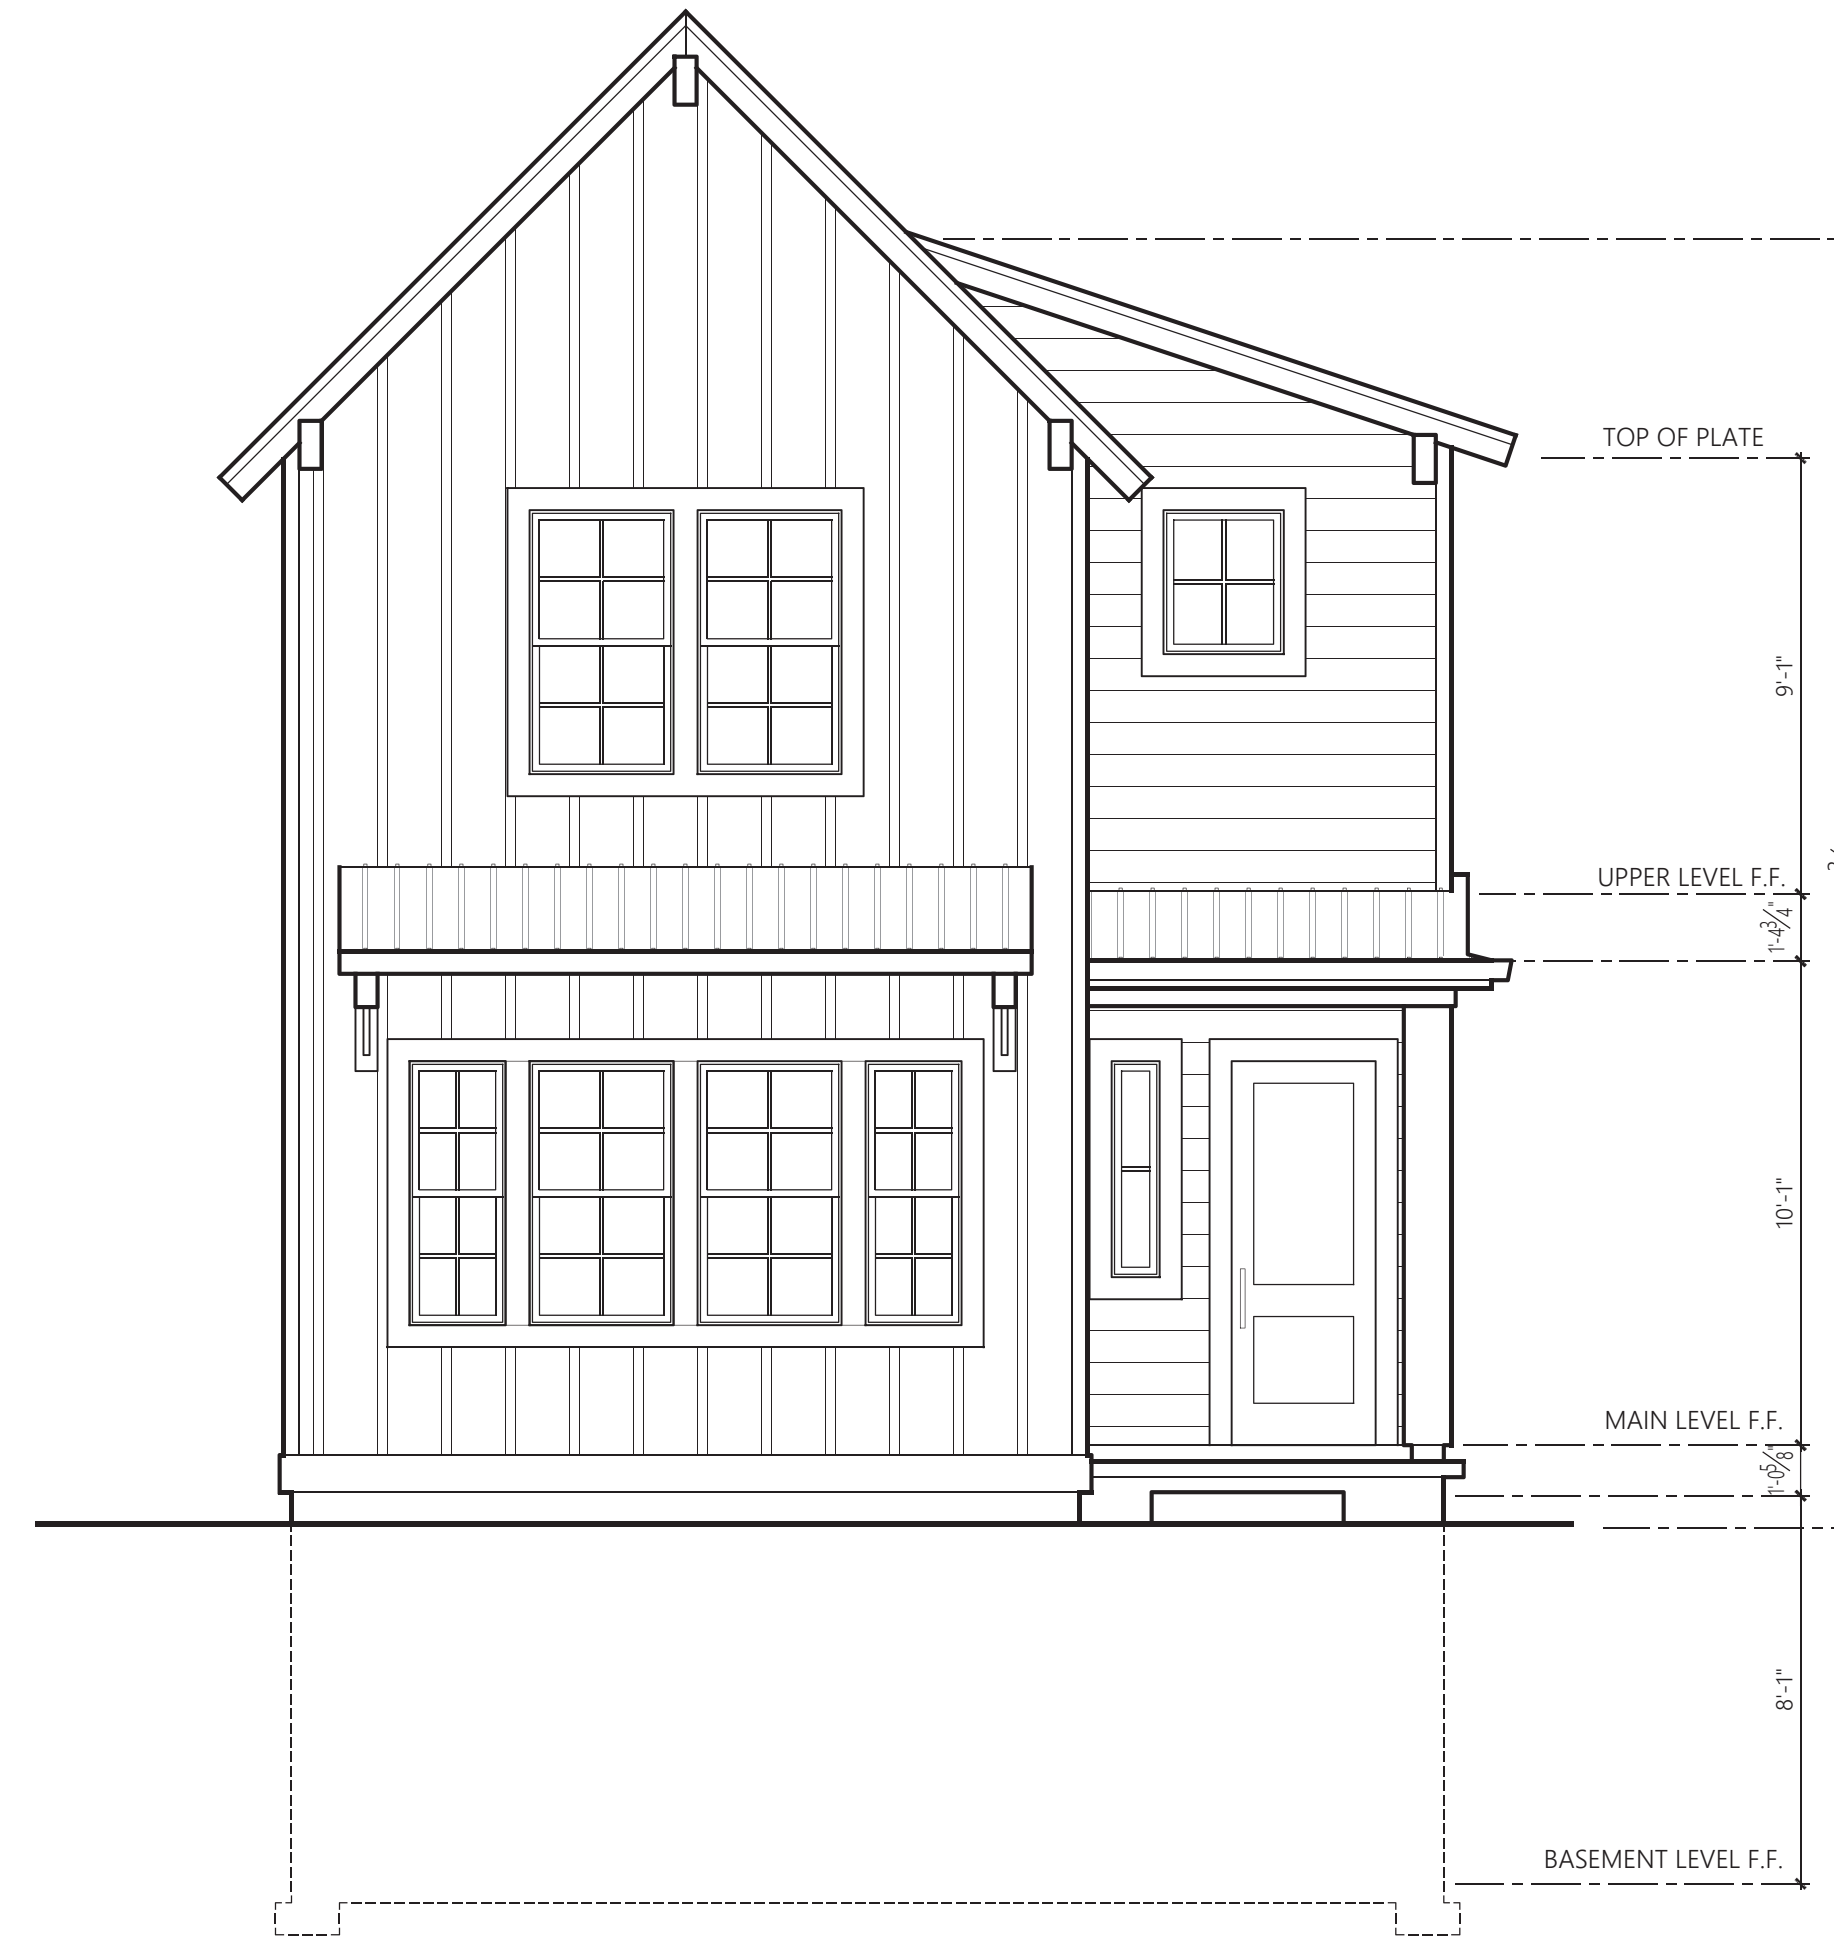 TOP OF PLATE
9'-1"
UPPER LEVEL F.F.
1'-4¾"
10'-1"
MAIN LEVEL F.F.
1'-0⅝"
8'-1"
BASEMENT LEVEL F.F.